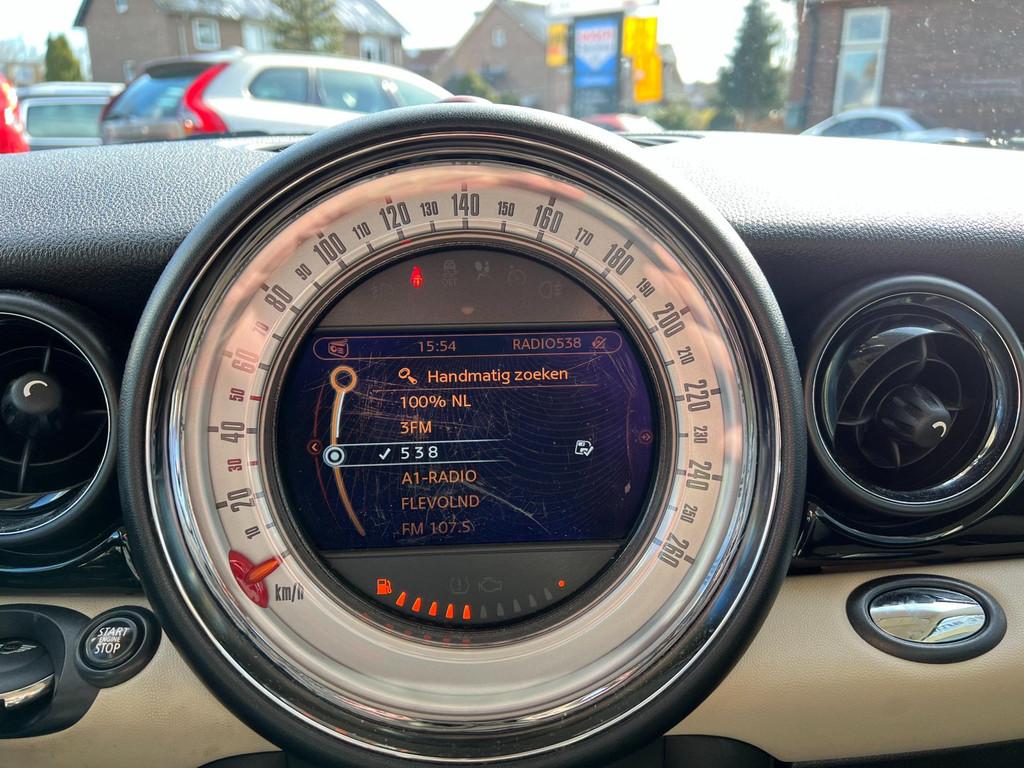 BOSCH
10
20
30
40
50
60
70
80
90
100
110
120
130
140
150
160
170
180
190
200
210
220
230
240
250
260
km/h
15:54 RADIO538
Handmatig zoeken
100% NL
3FM
538
A1-RADIO
FLEVOLND
FM 107.5
START
ENGINE
STOP